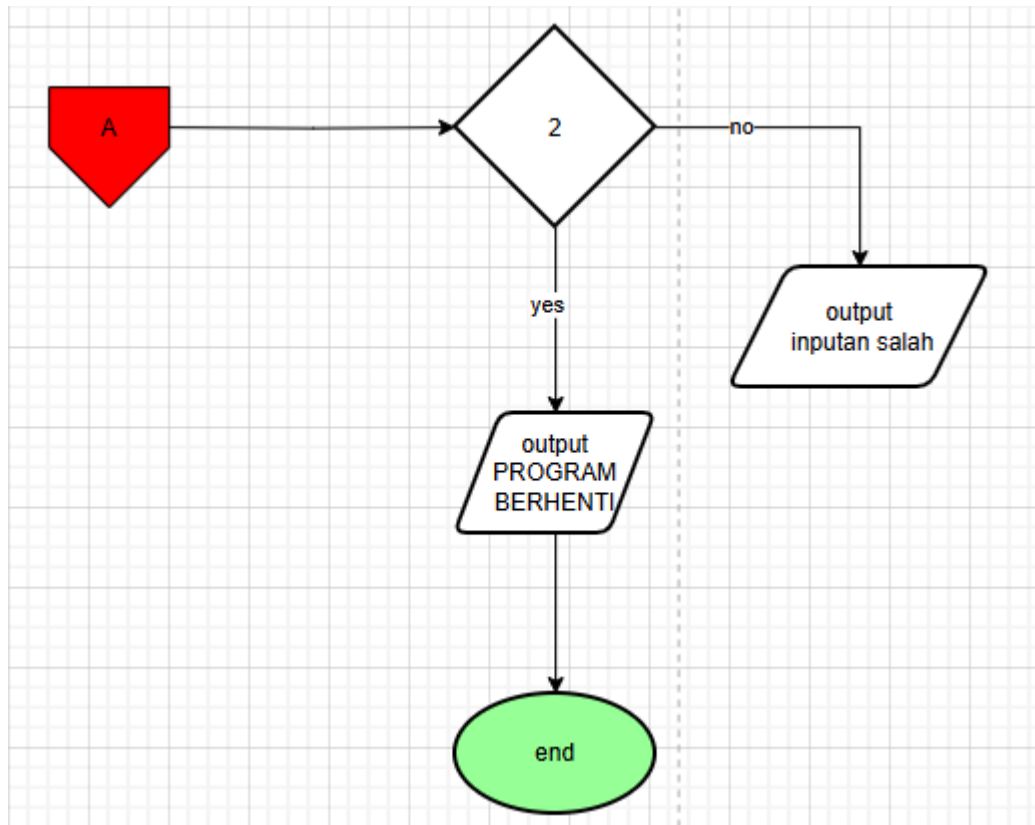 A
2
no
yes
output
inputan salah
output
PROGRAM
BERHENTI
end